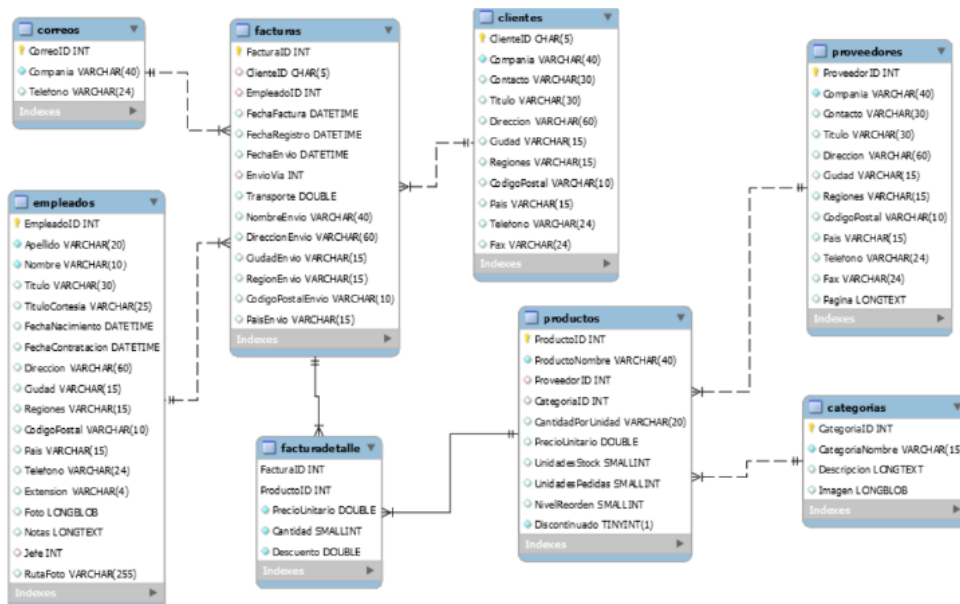 correos
CorreoID INT
Compania VARCHAR(40)
Telefono VARCHAR(24)
Indexes
facturas
FacturaID INT
ClienteID CHAR(5)
EmpleadoID INT
FechaFactura DATETIME
FechaRegistro DATETIME
FechaEnvio DATETIME
EnvioVia INT
Transporte DOUBLE
NombreEnvio VARCHAR(40)
DireccionEnvio VARCHAR(60)
CiudadEnvio VARCHAR(15)
RegionEnvio VARCHAR(15)
CodigoPostalEnvio VARCHAR(10)
PaisEnvio VARCHAR(15)
Indexes
clientes
ClienteID CHAR(5)
Compania VARCHAR(40)
Contacto VARCHAR(30)
Titulo VARCHAR(30)
Direccion VARCHAR(60)
Ciudad VARCHAR(15)
Regiones VARCHAR(15)
CodigoPostal VARCHAR(10)
Pais VARCHAR(15)
Telefono VARCHAR(24)
Fax VARCHAR(24)
Indexes
proveedores
ProveedorID INT
Compania VARCHAR(40)
Contacto VARCHAR(30)
Titulo VARCHAR(30)
Direccion VARCHAR(60)
Ciudad VARCHAR(15)
Regiones VARCHAR(15)
CodigoPostal VARCHAR(10)
Pais VARCHAR(15)
Telefono VARCHAR(24)
Fax VARCHAR(24)
Pagina LONGTEXT
Indexes
empleados
EmpleadoID INT
Apellido VARCHAR(20)
Nombre VARCHAR(10)
Titulo VARCHAR(30)
TituloCortesia VARCHAR(25)
FechaNacimiento DATETIME
FechaContratacion DATETIME
Direccion VARCHAR(60)
Ciudad VARCHAR(15)
Regiones VARCHAR(15)
CodigoPostal VARCHAR(10)
Pais VARCHAR(15)
Telefono VARCHAR(24)
Extension VARCHAR(4)
Foto LONGBLOB
Notas LONGTEXT
Jefe INT
RutaFoto VARCHAR(255)
Indexes
facturadetalle
FacturaID INT
ProductoID INT
PrecioUnitario DOUBLE
Cantidad SMALLINT
Descuento DOUBLE
Indexes
productos
ProductoID INT
ProductoNombre VARCHAR(40)
ProveedorID INT
CategoriaID INT
CantidadPorUnidad VARCHAR(20)
PrecioUnitario DOUBLE
UnidadesStock SMALLINT
UnidadesPedidas SMALLINT
NivelReorden SMALLINT
Discontinuado TINYINT(1)
Indexes
categorias
CategoriaID INT
CategoriaNombre VARCHAR(15
Descripcion LONGTEXT
Imagen LONGBLOB
Indexes